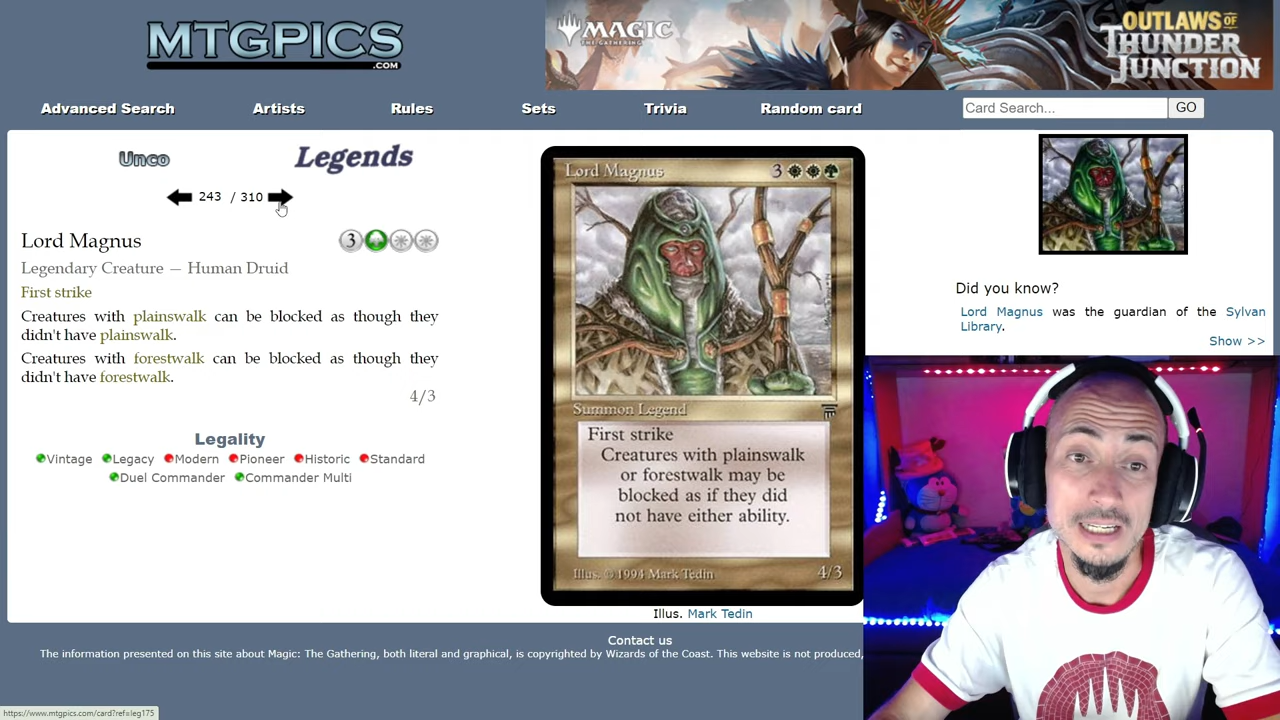 MTGPICS
.COM
MAGIC
THE GATHERING
OUTLAWS OF
THUNDER
JUNCTION
Advanced Search
Artists
Rules
Sets
Trivia
Random card
Card Search...
GO
Unco
Legends
243 / 310
Lord Magnus
3
Legendary Creature — Human Druid
First strike
Creatures with plainswalk can be blocked as though they
didn't have plainswalk.
Creatures with forestwalk can be blocked as though they
didn't have forestwalk.
4/3
Legality
Vintage Legacy Modern Pioneer Historic Standard
Duel Commander Commander Multi
Lord Magnus
3
Summon Legend
First strike
Creatures with plainswalk
or forestwalk may be
blocked as if they did
not have either ability.
Illus. © 1994 Mark Tedin
4/3
Illus. Mark Tedin
Did you know?
Lord Magnus was the guardian of the Sylvan
Library.
Show >>
Contact us
The information presented on this site about Magic: The Gathering, both literal and graphical, is copyrighted by Wizards of the Coast. This website is not produced,
https://www.mtgpics.com/card?ref=leg175